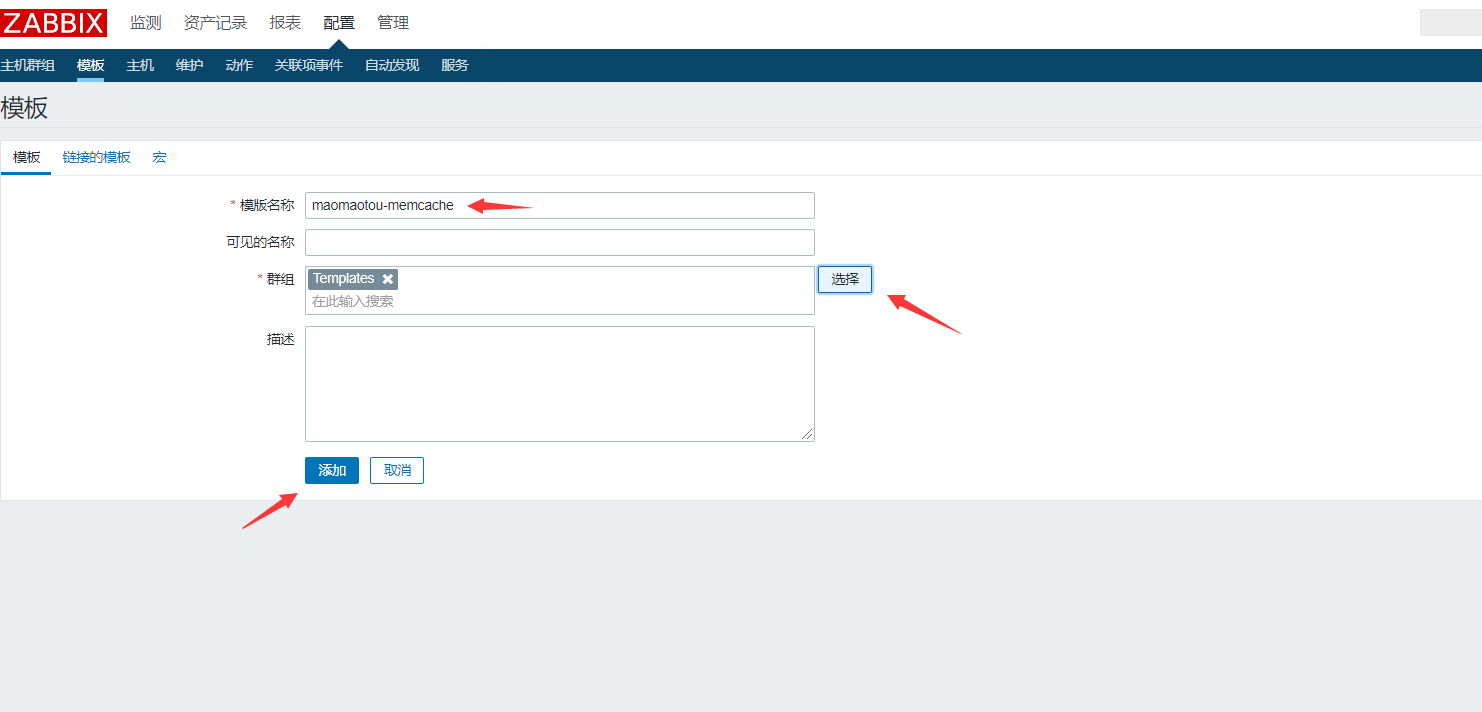 ZABBIX 监测 资产记录 报表 配置 管理
主机群组 模板 主机 维护 动作 关联项事件 自动发现 服务
模板
模板 链接的模板 宏
* 模版名称 maomaotou-memcache
可见的名称
* 群组 Templates 选择
在此输入搜索
描述
添加 取消